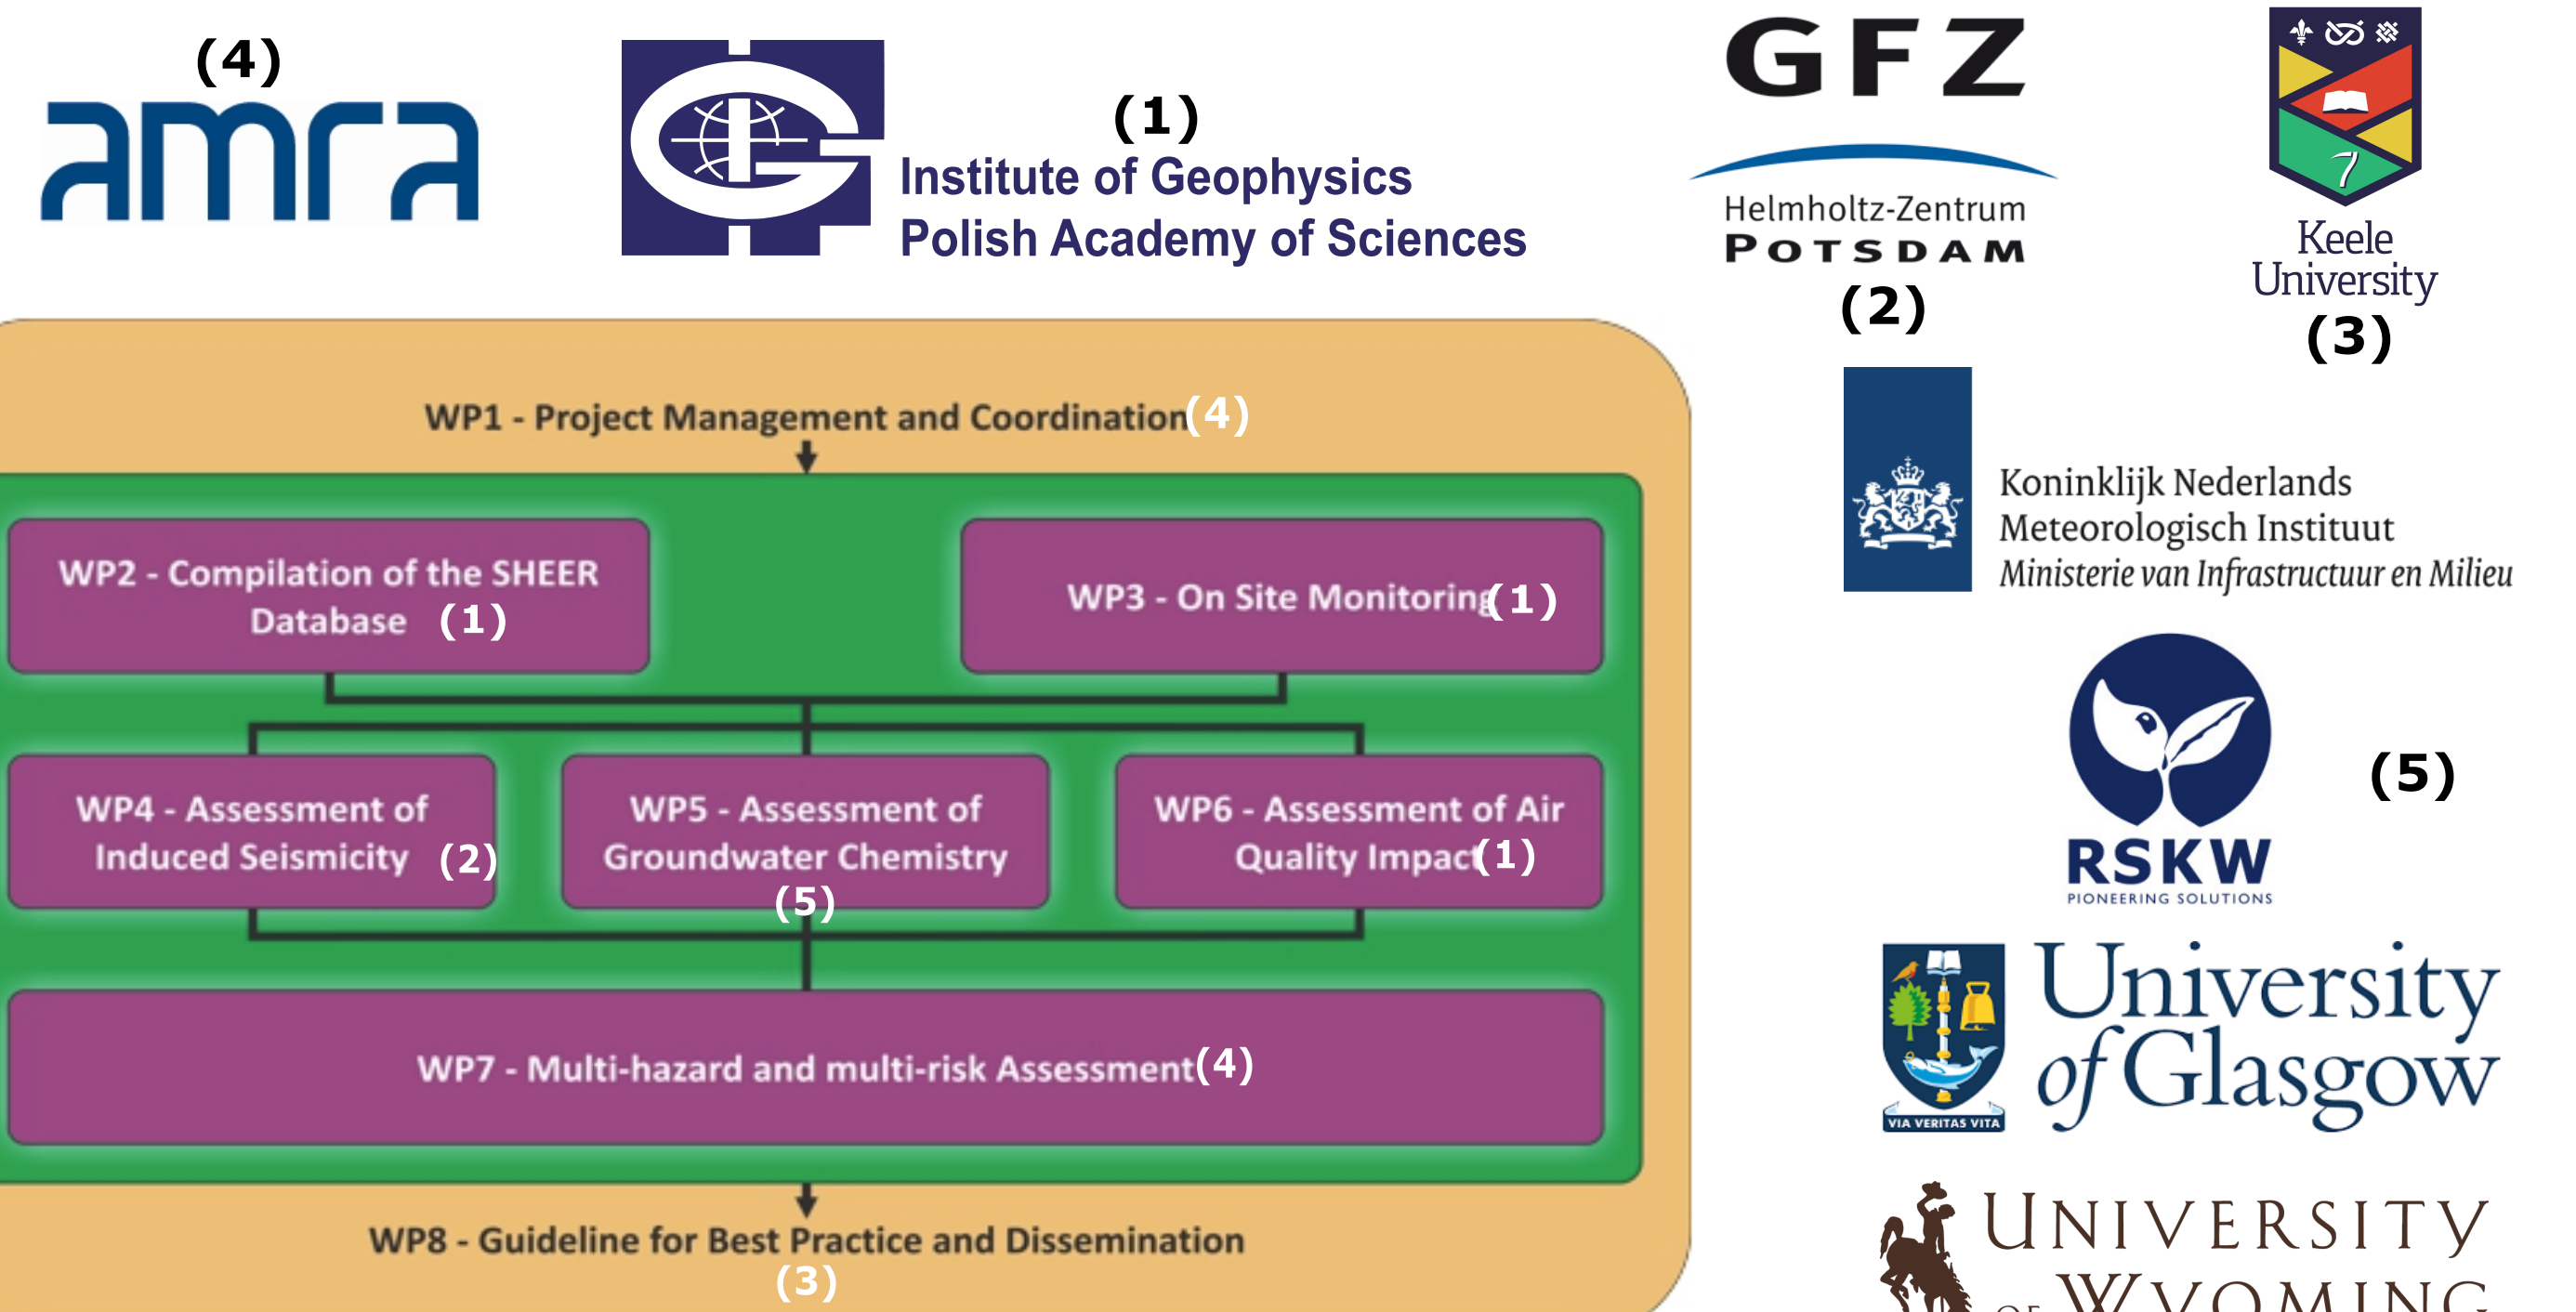 (4)
amra
(1)
Institute of Geophysics
Polish Academy of Sciences
GFZ
Helmholtz-Zentrum
POTSDAM
(2)
7
Keele
University
(3)
WP1 - Project Management and Coordination(4)
WP2 - Compilation of the SHEER
Database (1)
WP3 - On Site Monitoring(1)
WP4 - Assessment of
Induced Seismicity (2)
WP5 - Assessment of
Groundwater Chemistry
(5)
WP6 - Assessment of Air
Quality Impact(1)
WP7 - Multi-hazard and multi-risk Assessment(4)
WP8 - Guideline for Best Practice and Dissemination
(3)
Koninklijk Nederlands
Meteorologisch Instituut
Ministerie van Infrastructuur en Milieu
RSKW
PIONEERING SOLUTIONS
(5)
University
of Glasgow
VIA VERITAS VITA
UNIVERSITY
OF WYOMING